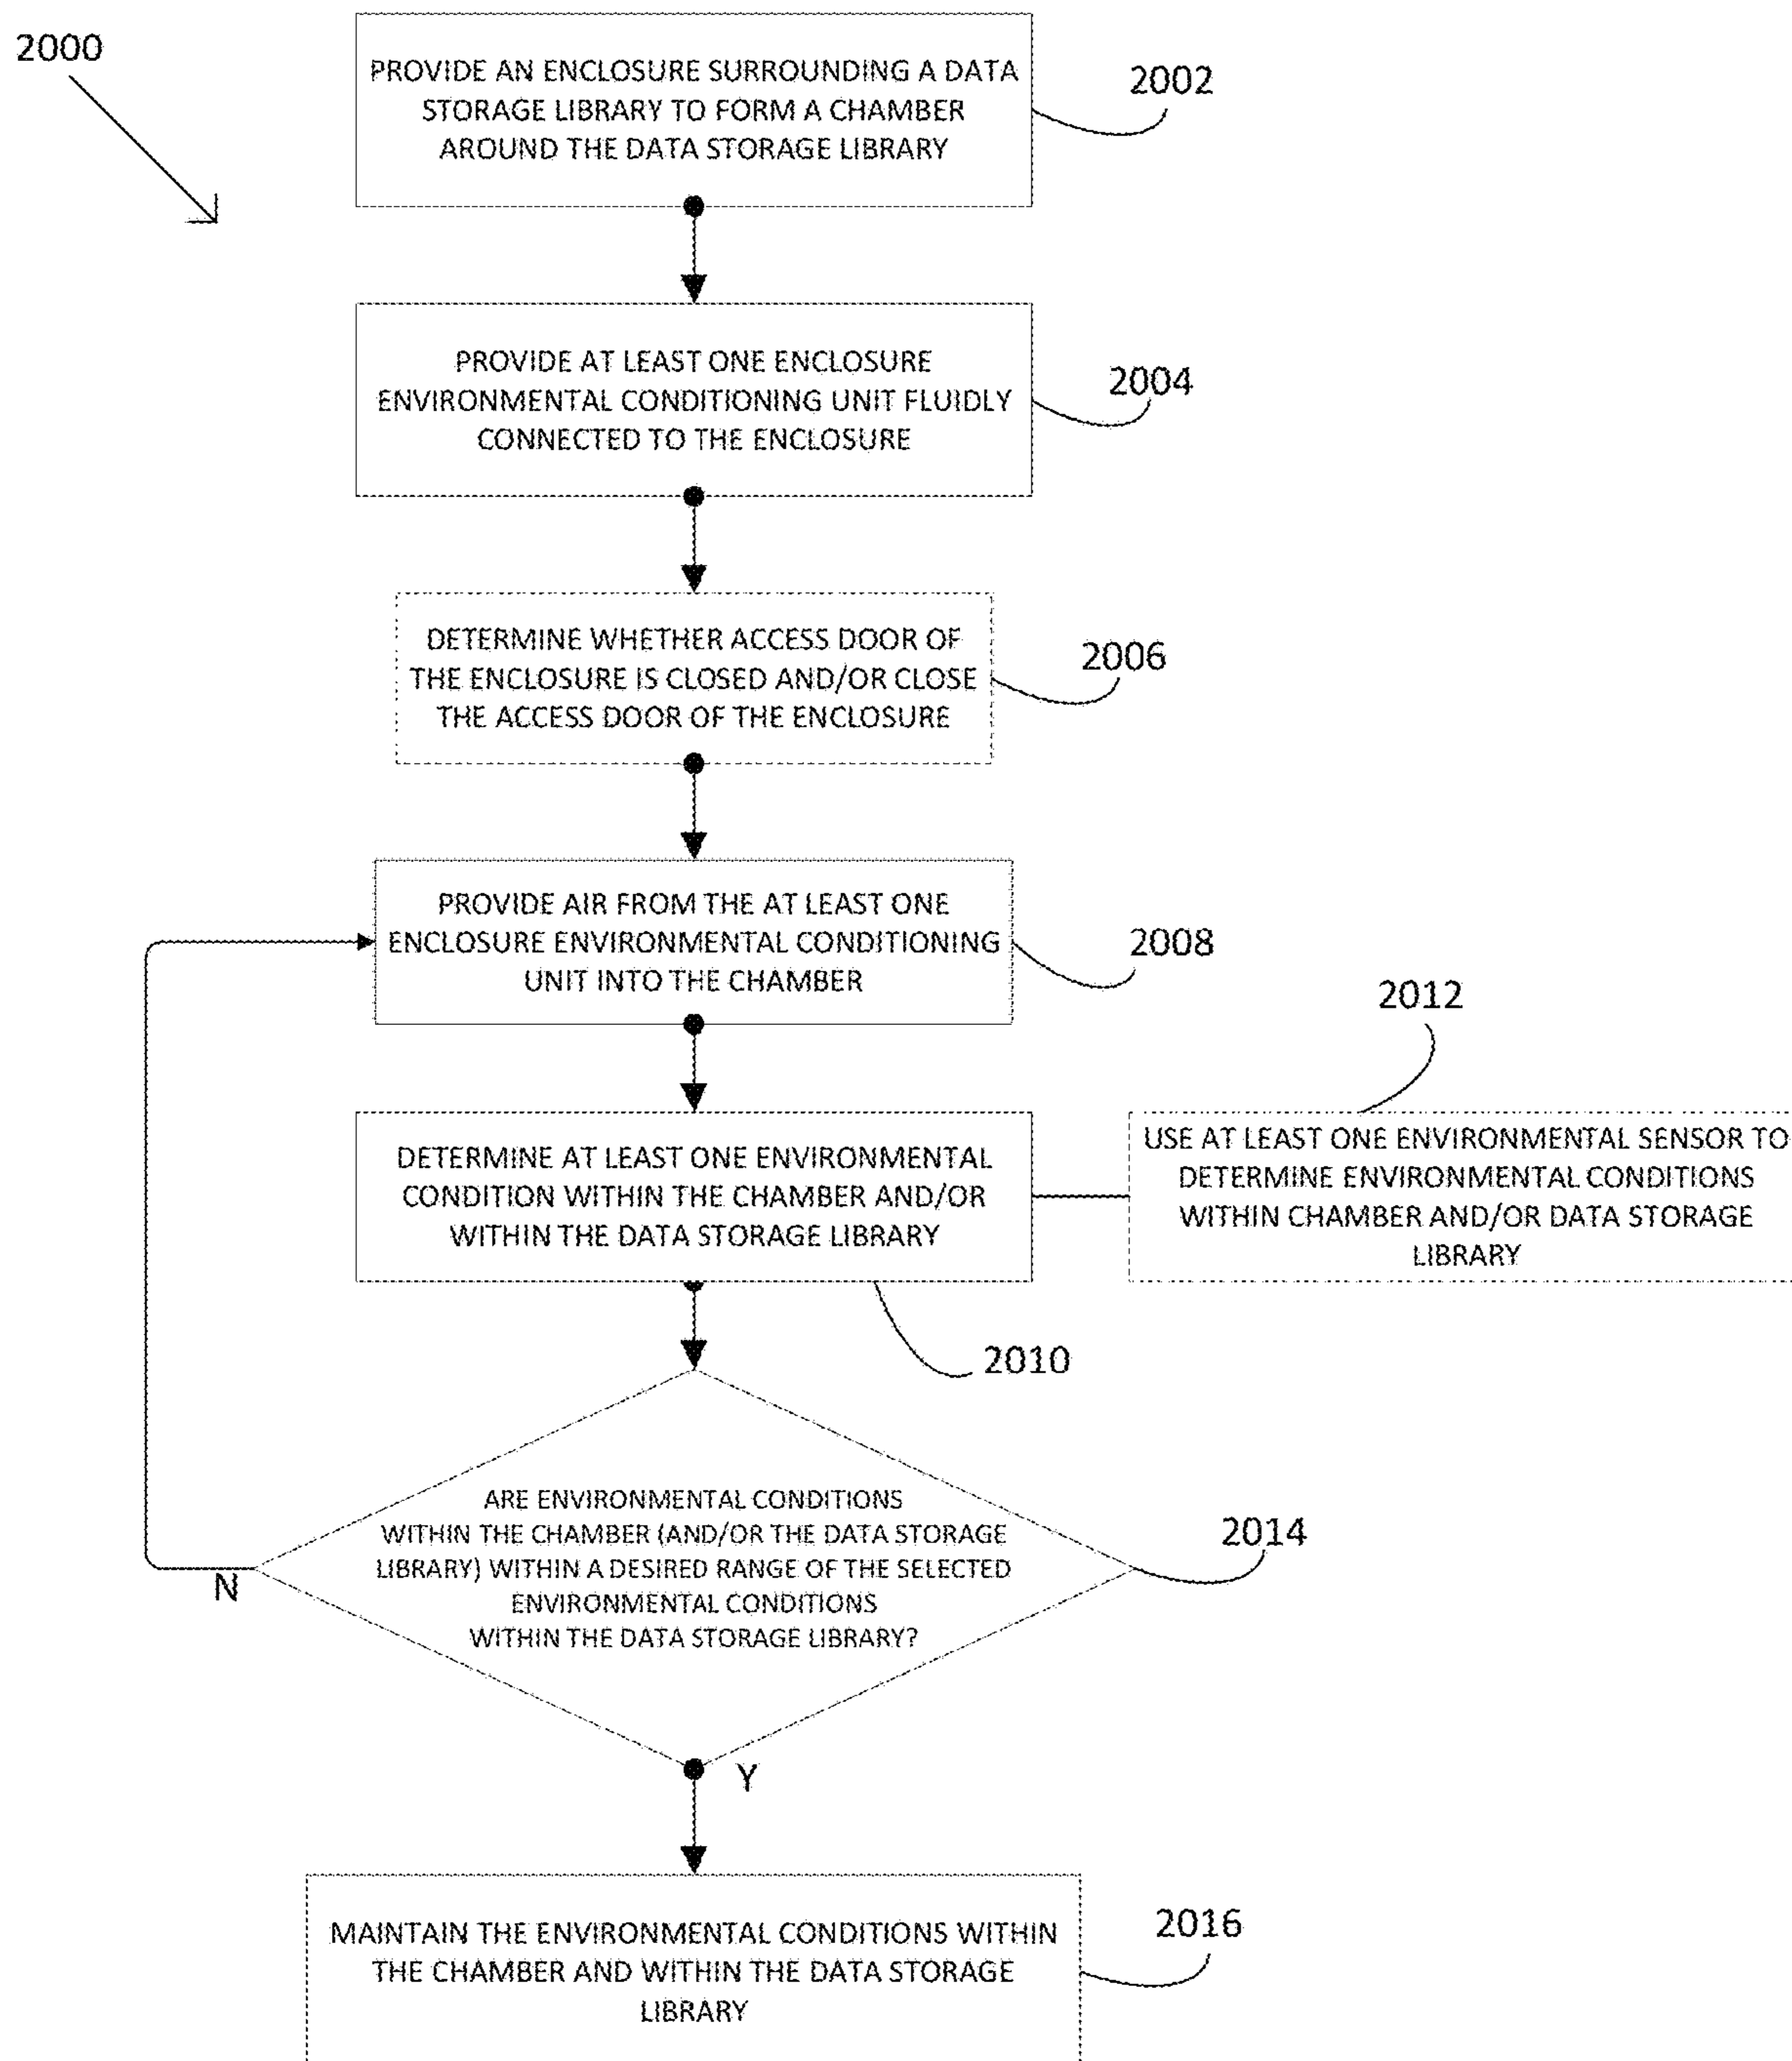 2000
PROVIDE AN ENCLOSURE SURROUNDING A DATA
STORAGE LIBRARY TO FORM A CHAMBER
AROUND THE DATA STORAGE LIBRARY
2002
PROVIDE AT LEAST ONE ENCLOSURE
ENVIRONMENTAL CONDITIONING UNIT FLUIDLY
CONNECTED TO THE ENCLOSURE
2004
DETERMINE WHETHER ACCESS DOOR OF
THE ENCLOSURE IS CLOSED AND/OR CLOSE
THE ACCESS DOOR OF THE ENCLOSURE
2006
PROVIDE AIR FROM THE AT LEAST ONE
ENCLOSURE ENVIRONMENTAL CONDITIONING
UNIT INTO THE CHAMBER
2008
DETERMINE AT LEAST ONE ENVIRONMENTAL
CONDITION WITHIN THE CHAMBER AND/OR
WITHIN THE DATA STORAGE LIBRARY
2010
2012
USE AT LEAST ONE ENVIRONMENTAL SENSOR TO
DETERMINE ENVIRONMENTAL CONDITIONS
WITHIN CHAMBER AND/OR DATA STORAGE
LIBRARY
ARE ENVIRONMENTAL CONDITIONS
WITHIN THE CHAMBER (AND/OR THE DATA STORAGE
LIBRARY) WITHIN A DESIRED RANGE OF THE SELECTED
ENVIRONMENTAL CONDITIONS
WITHIN THE DATA STORAGE LIBRARY?
2014
N
Y
MAINTAIN THE ENVIRONMENTAL CONDITIONS WITHIN
THE CHAMBER AND WITHIN THE DATA STORAGE
LIBRARY
2016